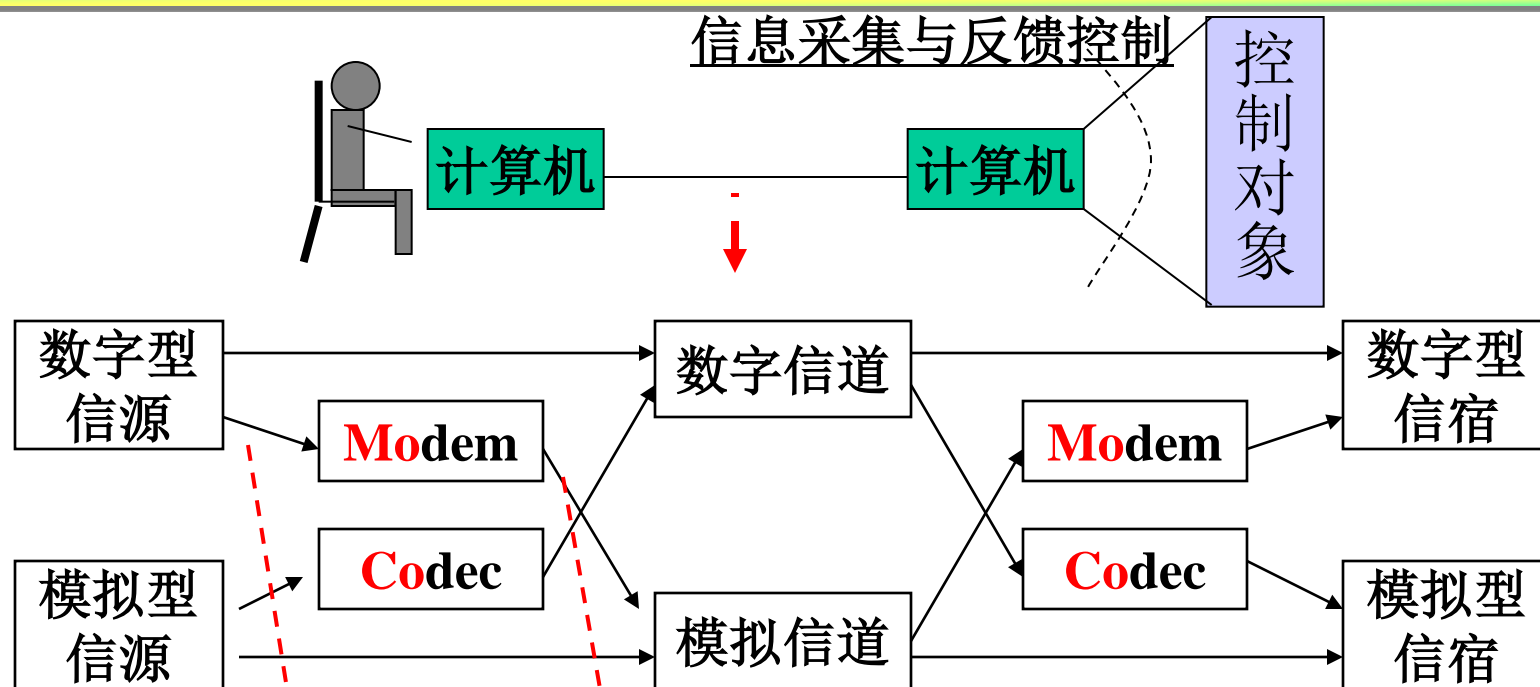 信息采集与反馈控制
控
制
对
象
计算机
计算机
数字型
信源
数字信道
数字型
信宿
Modem
Modem
Codec
Codec
模拟型
信源
模拟信道
模拟型
信宿